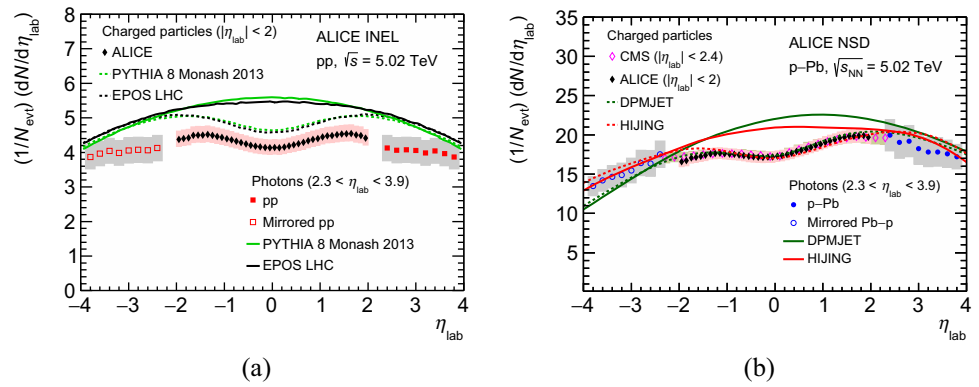 (1/N_evt) (dN/dη_lab)
8
7
6
5
4
3
2
1
0
Charged particles (|η_lab| < 2)
ALICE
PYTHIA 8 Monash 2013
EPOS LHC
ALICE INEL
pp, √s = 5.02 TeV
Photons (2.3 < η_lab < 3.9)
pp
Mirrored pp
PYTHIA 8 Monash 2013
EPOS LHC
−4 −3 −2 −1 0 1 2 3 4
η_lab
(a)
(1/N_evt) (dN/dη_lab)
35
30
25
20
15
10
5
Charged particles
CMS (|η_lab| < 2.4)
ALICE (|η_lab| < 2)
DPMJET
HIJING
ALICE NSD
p−Pb, √s_NN = 5.02 TeV
Photons (2.3 < η_lab < 3.9)
p−Pb
Mirrored Pb−p
DPMJET
HIJING
−4 −3 −2 −1 0 1 2 3 4
η_lab
(b)